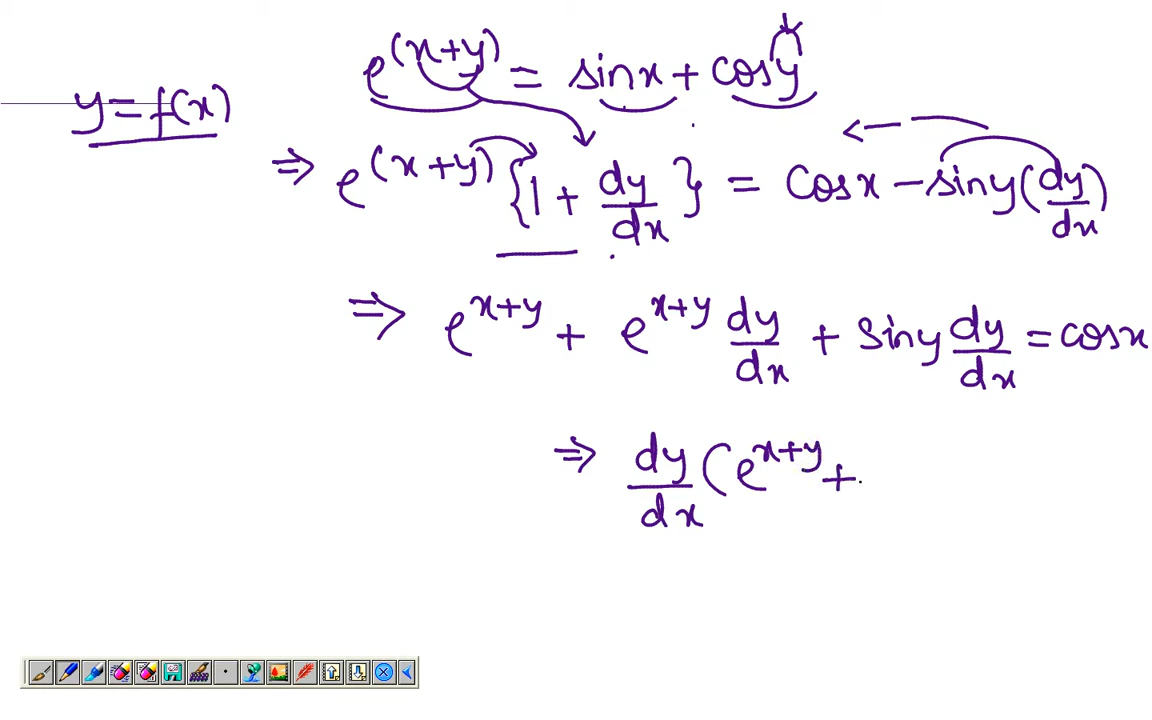 e^(x+y) = sinx + cosy
y = f(x)
⇒ e^(x+y) {1 + dy/dx} = cosx - siny(dy/dx)
⇒ e^x+y + e^x+y dy/dx + siny dy/dx = cosx
⇒ dy/dx (e^x+y +